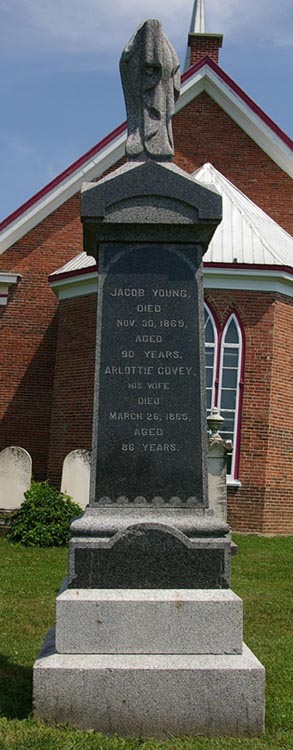 JACOB YOUNG,
DIED
NOV. 30, 1869,
AGED
90 YEARS.
ARLOTTIE COVEY,
HIS WIFE
DIED
MARCH 26, 1865,
AGED
86 YEARS.